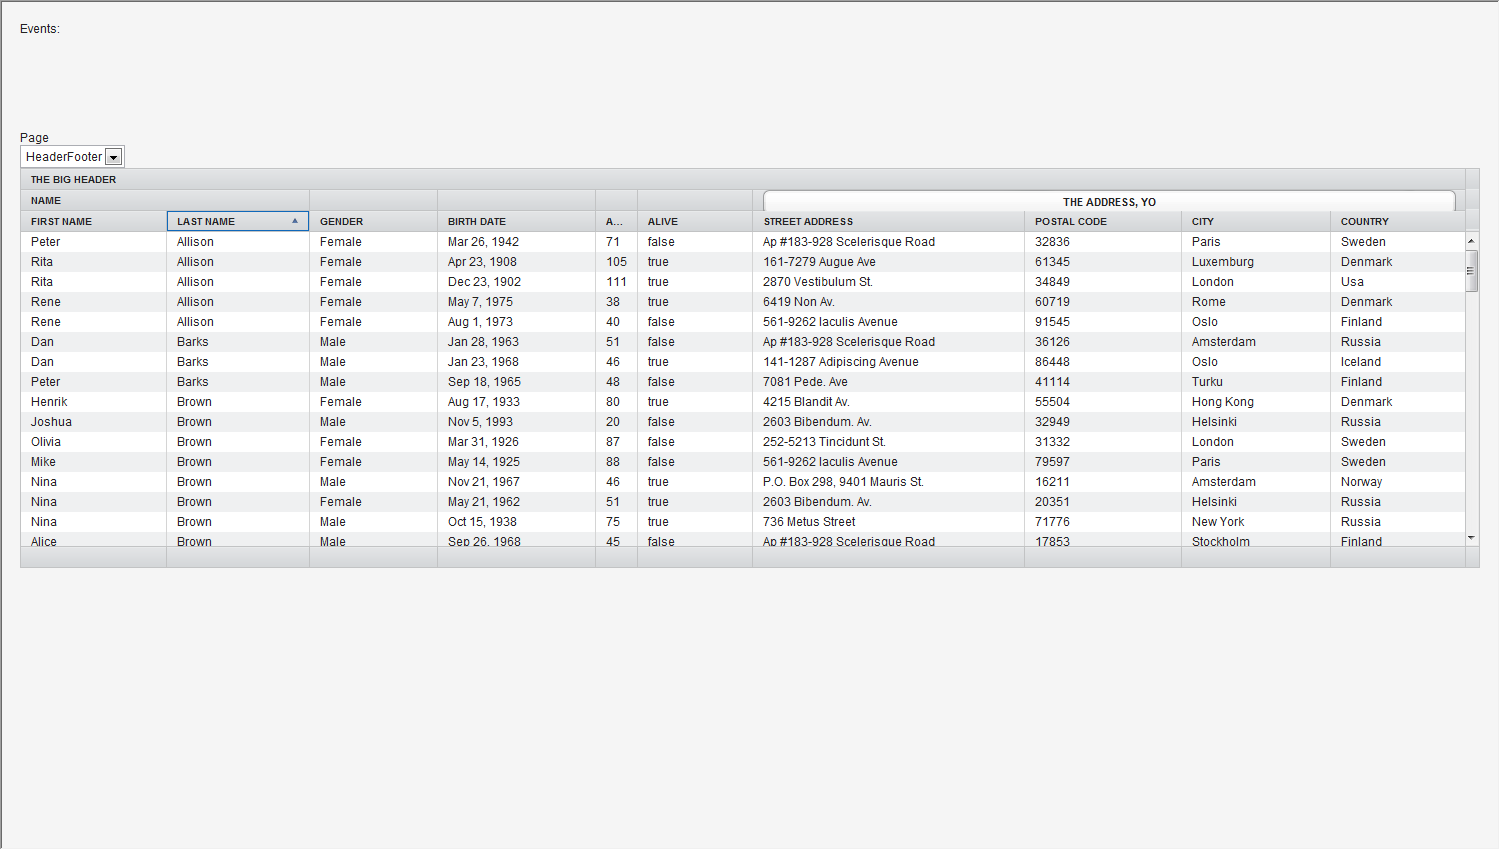 Events:
Page
HeaderFooter
THE BIG HEADER
NAME THE ADDRESS, YO
FIRST NAME LAST NAME GENDER BIRTH DATE A... ALIVE STREET ADDRESS POSTAL CODE CITY COUNTRY
Peter Allison Female Mar 26, 1942 71 false Ap #183-928 Scelerisque Road 32836 Paris Sweden
Rita Allison Female Apr 23, 1908 105 true 161-7279 Augue Ave 61345 Luxemburg Denmark
Rita Allison Female Dec 23, 1902 111 true 2870 Vestibulum St. 34849 London Usa
Rene Allison Female May 7, 1975 38 true 6419 Non Av. 60719 Rome Denmark
Rene Allison Female Aug 1, 1973 40 false 561-9262 Iaculis Avenue 91545 Oslo Finland
Dan Barks Male Jan 28, 1963 51 false Ap #183-928 Scelerisque Road 36126 Amsterdam Russia
Dan Barks Male Jan 23, 1968 46 true 141-1287 Adipiscing Avenue 86448 Oslo Iceland
Peter Barks Male Sep 18, 1965 48 false 7081 Pede. Ave 41114 Turku Finland
Henrik Brown Female Aug 17, 1933 80 true 4215 Blandit Av. 55504 Hong Kong Denmark
Joshua Brown Male Nov 5, 1993 20 false 2603 Bibendum. Av. 32949 Helsinki Russia
Olivia Brown Female Mar 31, 1926 87 false 252-5213 Tincidunt St. 31332 London Sweden
Mike Brown Female May 14, 1925 88 false 561-9262 Iaculis Avenue 79597 Paris Sweden
Nina Brown Male Nov 21, 1967 46 true P.O. Box 298, 9401 Mauris St. 16211 Amsterdam Norway
Nina Brown Female May 21, 1962 51 true 2603 Bibendum. Av. 20351 Helsinki Russia
Nina Brown Male Oct 15, 1938 75 true 736 Metus Street 71776 New York Russia
Alice Brown Male Sep 26, 1968 45 false Ap #183-928 Scelerisque Road 17853 Stockholm Finland